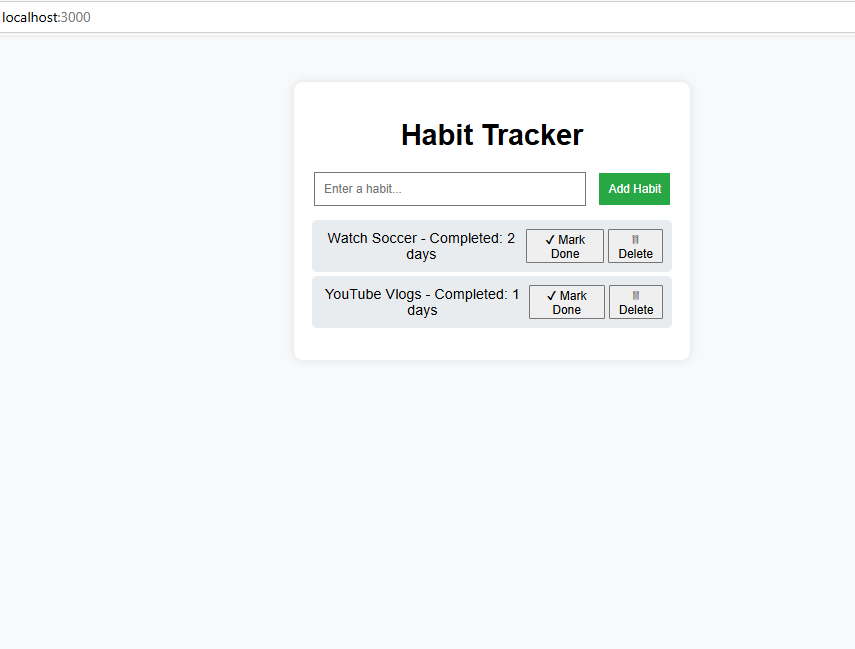 localhost:3000
Habit Tracker
Enter a habit...
Add Habit
Watch Soccer - Completed: 2
days
✔ Mark
Done
🗑
Delete
YouTube Vlogs - Completed: 1
days
✔ Mark
Done
🗑
Delete